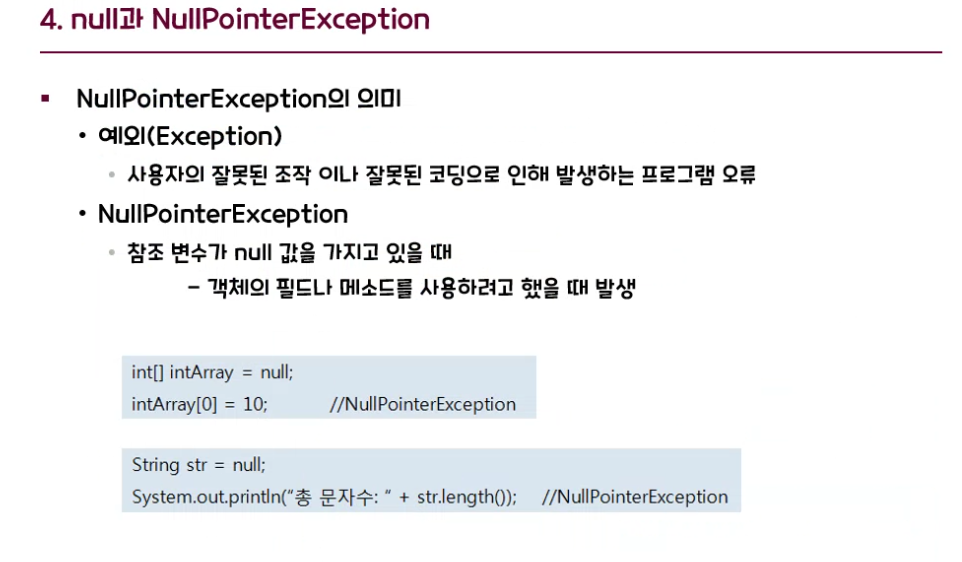 4. null과 NullPointerException
▪ NullPointerException의 의미
• 예외(Exception)
• 사용자의 잘못된 조작 이나 잘못된 코딩으로 인해 발생하는 프로그램 오류
• NullPointerException
• 참조 변수가 null 값을 가지고 있을 때
– 객체의 필드나 메소드를 사용하려고 했을 때 발생
int[] intArray = null;
intArray[0] = 10; //NullPointerException
String str = null;
System.out.println("총 문자수: “ + str.length()); //NullPointerException